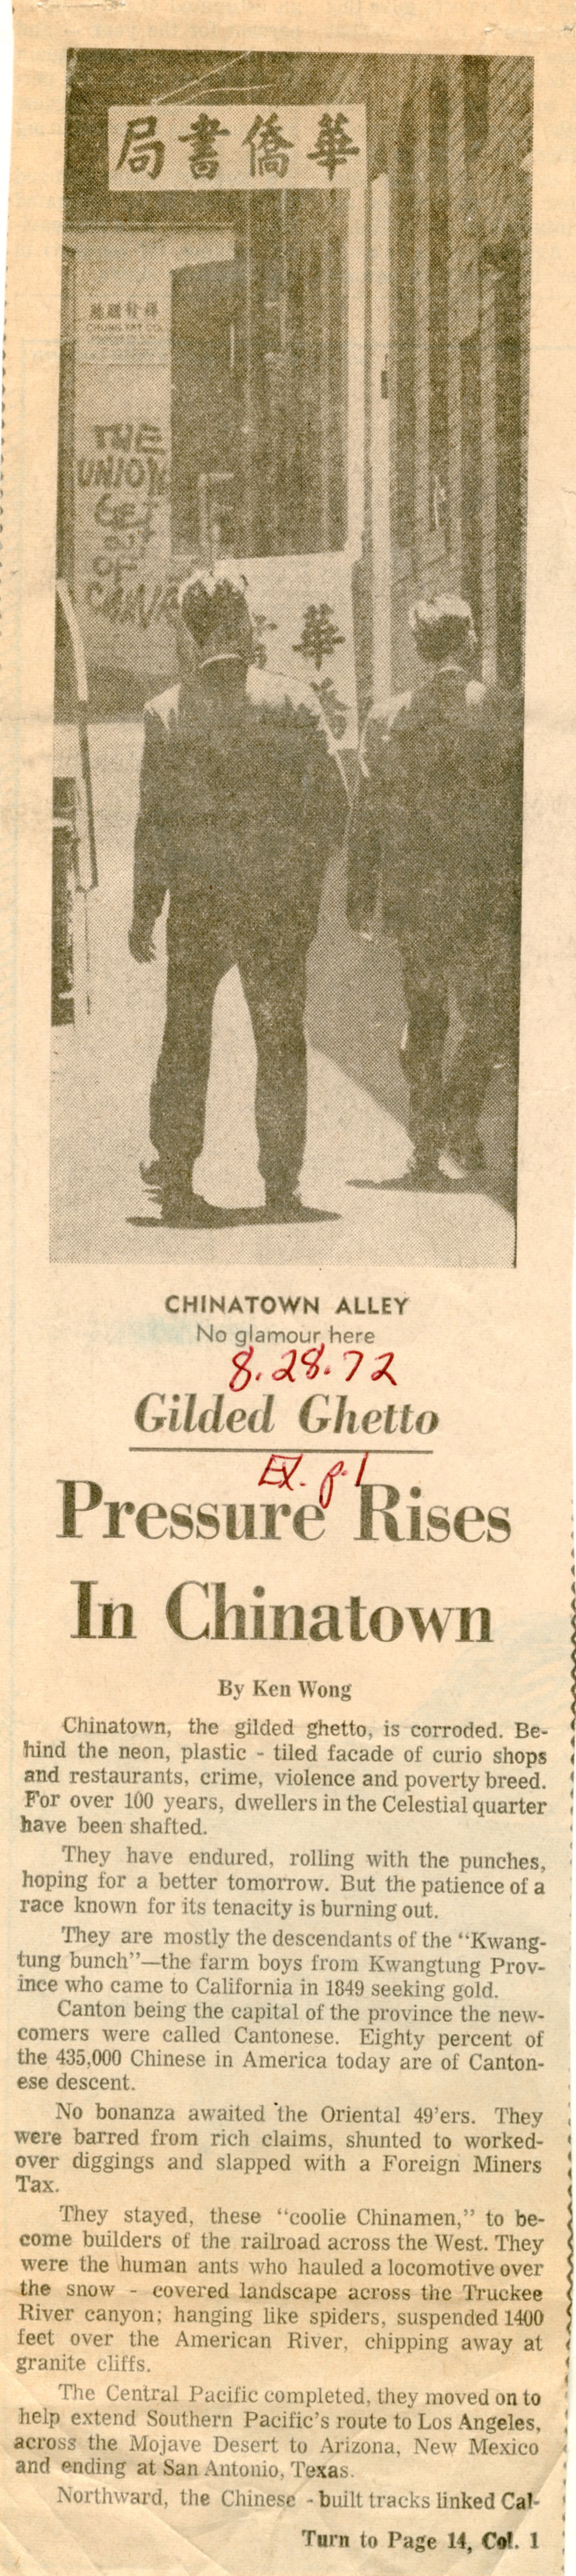 局書僑華
CHUNG FAT CO.
THE
UNION
GET
OUT
OF
華
CHINATOWN ALLEY
No glamour here
8.28.72
Gilded Ghetto
Ex. p.1
Pressure Rises
In Chinatown
By Ken Wong
Chinatown, the gilded ghetto, is corroded. Be-
hind the neon, plastic - tiled facade of curio shops
and restaurants, crime, violence and poverty breed.
For over 100 years, dwellers in the Celestial quarter
have been shafted.
They have endured, rolling with the punches,
hoping for a better tomorrow. But the patience of a
race known for its tenacity is burning out.
They are mostly the descendants of the “Kwang-
tung bunch”—the farm boys from Kwangtung Prov-
ince who came to California in 1849 seeking gold.
Canton being the capital of the province the new-
comers were called Cantonese. Eighty percent of
the 435,000 Chinese in America today are of Canton-
ese descent.
No bonanza awaited the Oriental 49'ers. They
were barred from rich claims, shunted to worked-
over diggings and slapped with a Foreign Miners
Tax.
They stayed, these “coolie Chinamen,” to be-
come builders of the railroad across the West. They
were the human ants who hauled a locomotive over
the snow - covered landscape across the Truckee
River canyon; hanging like spiders, suspended 1400
feet over the American River, chipping away at
granite cliffs.
The Central Pacific completed, they moved on to
help extend Southern Pacific's route to Los Angeles,
across the Mojave Desert to Arizona, New Mexico
and ending at San Antonio, Texas.
Northward, the Chinese - built tracks linked Cal-
Turn to Page 14, Col. 1